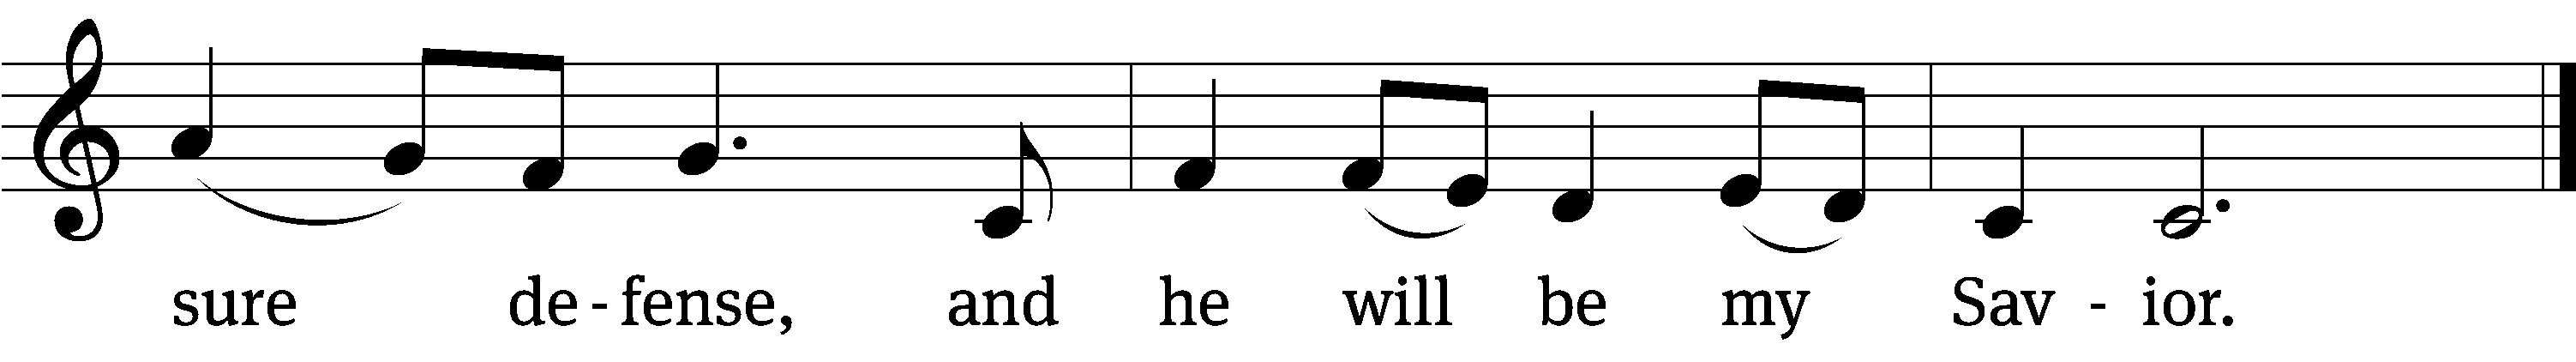 sure de - fense, and he will be my Sav - ior.